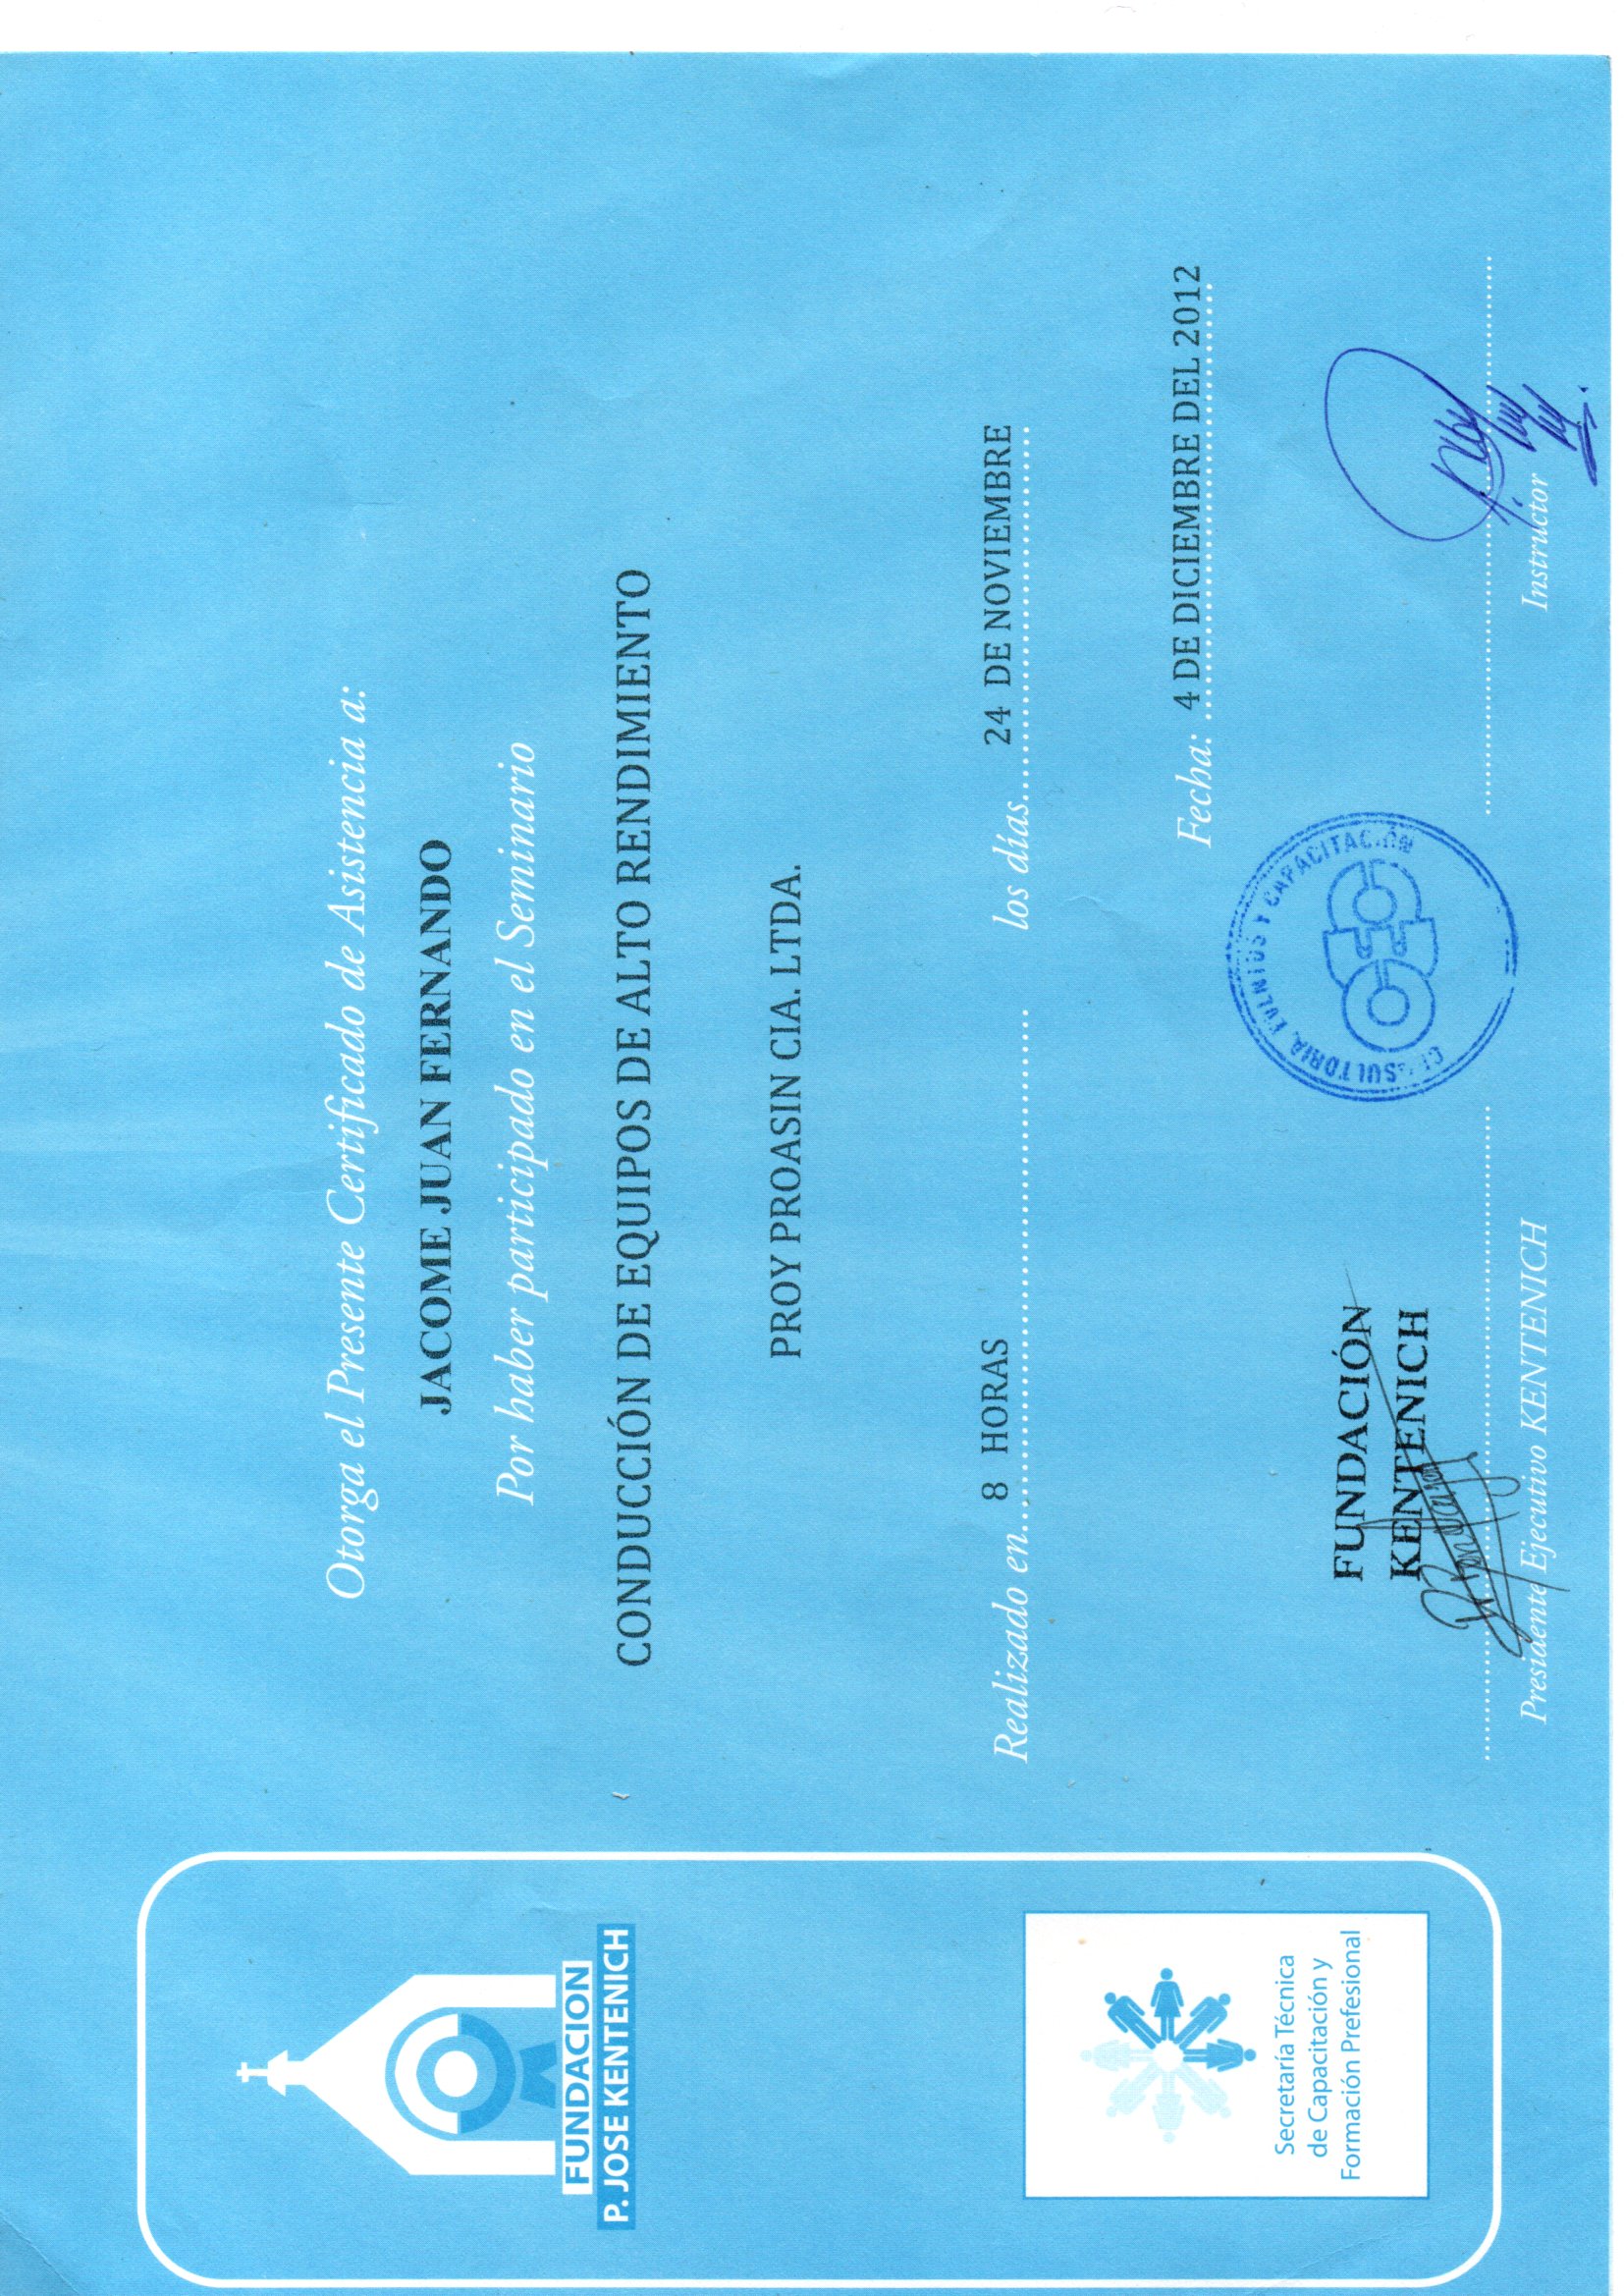 FUNDACION
P. JOSE KENTENICH
Otorga el Presente Certificado de Asistencia a:
JACOME JUAN FERNANDO
Por haber participado en el Seminario
CONDUCCIÓN DE EQUIPOS DE ALTO RENDIMIENTO
PROY PROASIN CIA. LTDA.
Realizado en 8 HORAS los días 24 DE NOVIEMBRE
Fecha: 4 DE DICIEMBRE DEL 2012
Secretaría Técnica
de Capacitación y
Formación Prefesional
FUNDACIÓN
KENTENICH
EVENTOS Y CAPACITACIÓN
CEC
Presidente Ejecutivo KENTENICH
Instructor